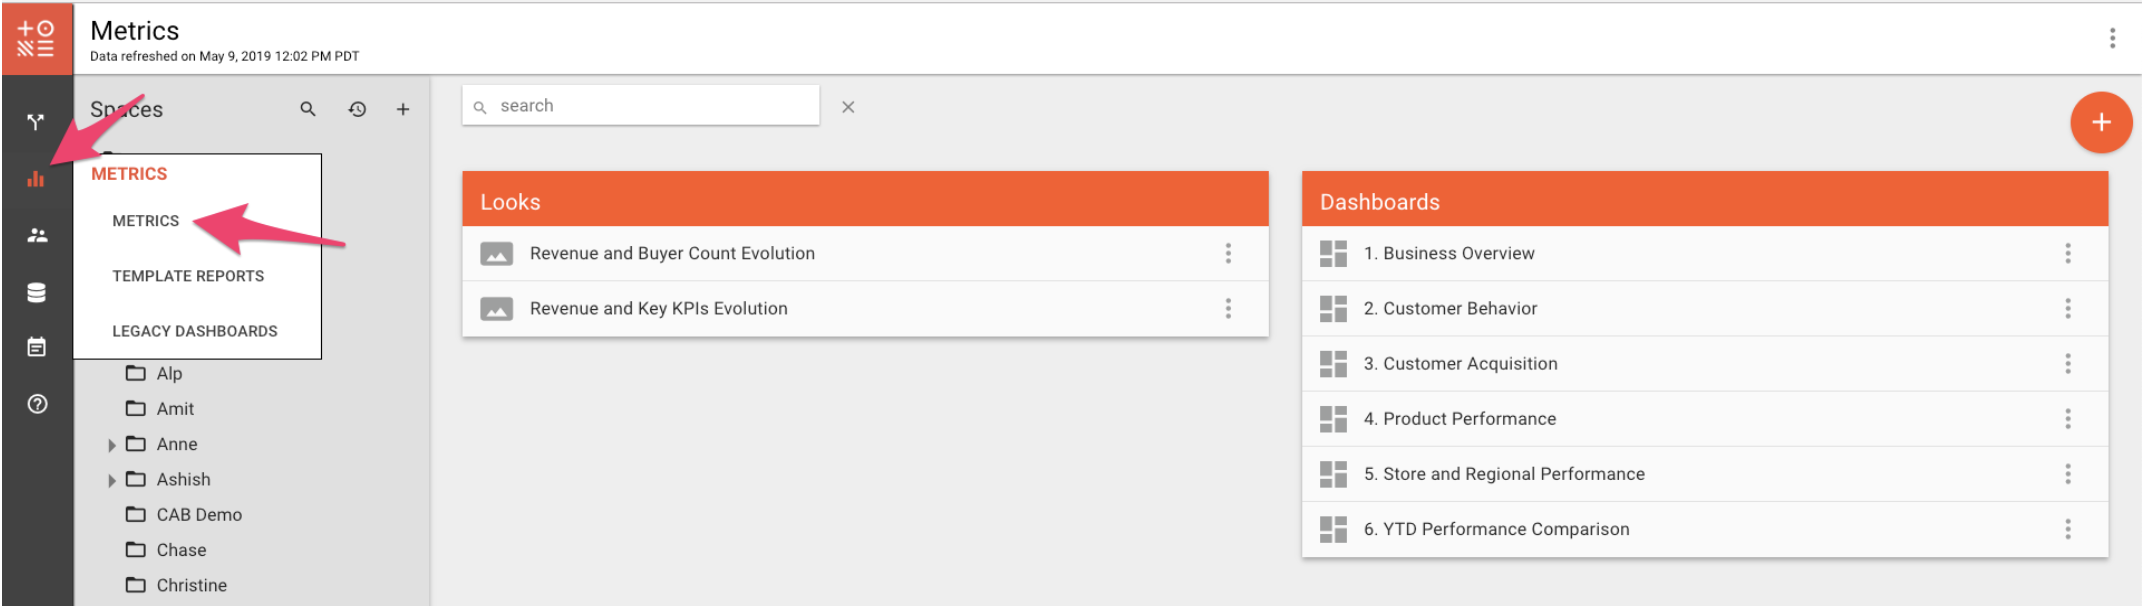 Metrics
Data refreshed on May 9, 2019 12:02 PM PDT
Spaces
METRICS
METRICS
TEMPLATE REPORTS
LEGACY DASHBOARDS
Alp
Amit
Anne
Ashish
CAB Demo
Chase
Christine
search
Looks
Revenue and Buyer Count Evolution
Revenue and Key KPIs Evolution
Dashboards
1. Business Overview
2. Customer Behavior
3. Customer Acquisition
4. Product Performance
5. Store and Regional Performance
6. YTD Performance Comparison